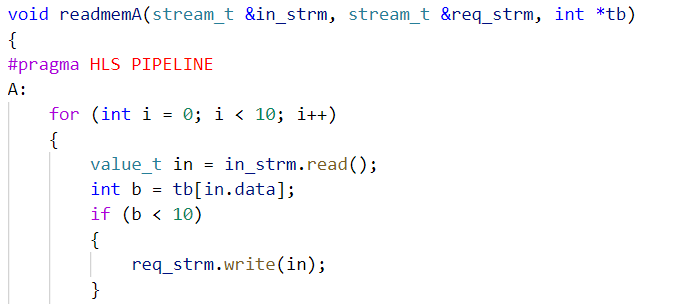 void readmemA(stream_t &in_strm, stream_t &req_strm, int *tb)
{
#pragma HLS PIPELINE
A:
    for (int i = 0; i < 10; i++)
    {
        value_t in = in_strm.read();
        int b = tb[in.data];
        if (b < 10)
        {
            req_strm.write(in);
        }